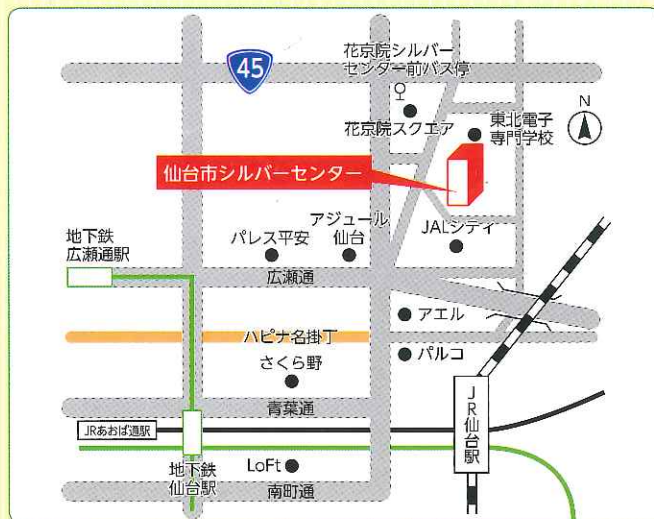 45
花京院シルバー
センター前バス停
花京院スクエア
東北電子
専門学校
N
仙台市シルバーセンター
地下鉄
広瀬通駅
パレス平安
アジュール
仙台
JALシティ
広瀬通
アエル
ハピナ名掛丁
パルコ
さくら野
青葉通
JRあおば通駅
JR仙台駅
地下鉄
仙台駅
LoFt
南町通